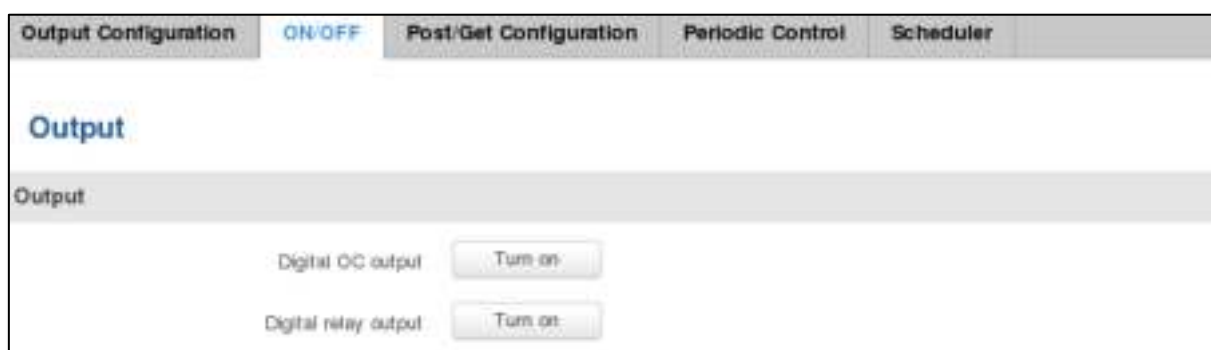 Output Configuration ON/OFF Post/Get Configuration Periodic Control Scheduler
Output
Output
Digital OC output Turn on
Digital relay output Turn on